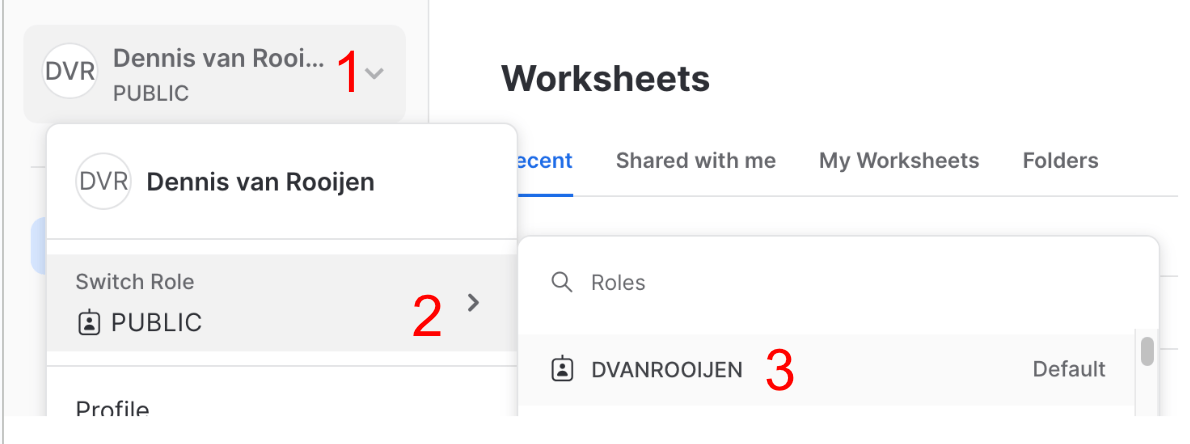 DVR
Dennis van Rooi...
PUBLIC
1
Worksheets
ecent
Shared with me
My Worksheets
Folders
DVR
Dennis van Rooijen
Switch Role
PUBLIC
2
Roles
DVANROOIJEN
3
Default
Profile